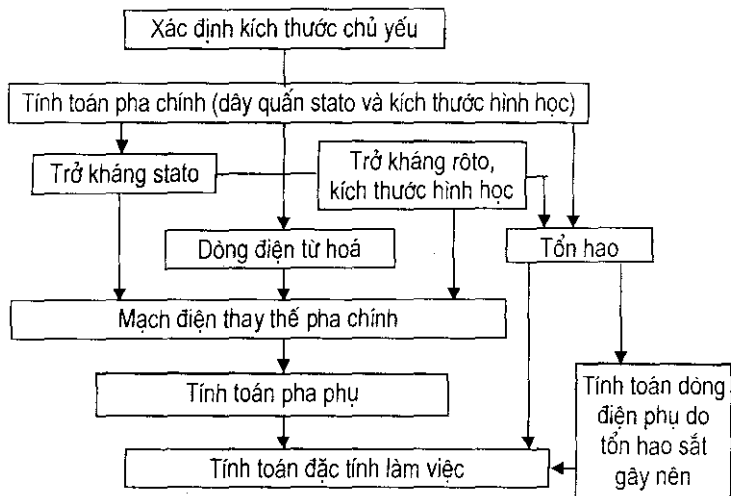 Xác định kích thước chủ yếu
Tính toán pha chính (dây quấn stato và kích thước hình học)
Trở kháng stato
Trở kháng rôto,
kích thước hình học
Dòng điện từ hoá
Tổn hao
Mạch điện thay thế pha chính
Tính toán pha phụ
Tính toán dòng
điện phụ do
tổn hao sắt
gây nên
Tính toán đặc tính làm việc